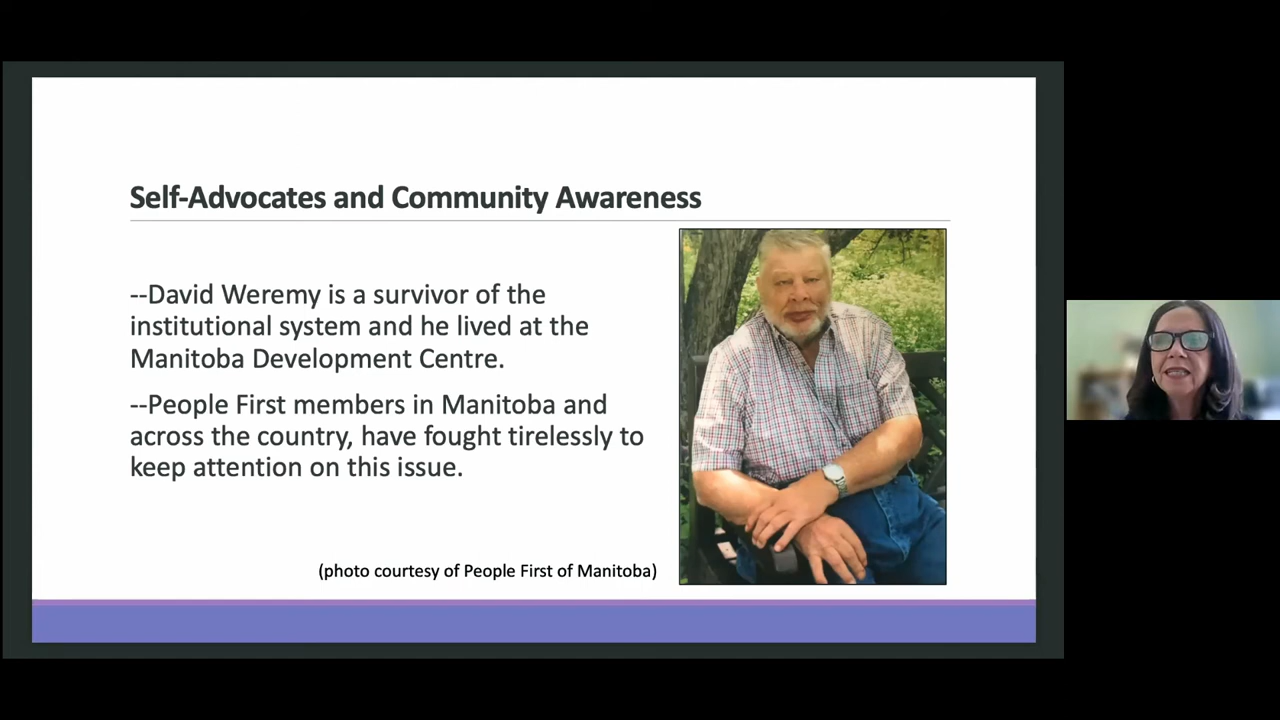 Self-Advocates and Community Awareness
--David Weremy is a survivor of the
institutional system and he lived at the
Manitoba Development Centre.
--People First members in Manitoba and
across the country, have fought tirelessly to
keep attention on this issue.
(photo courtesy of People First of Manitoba)